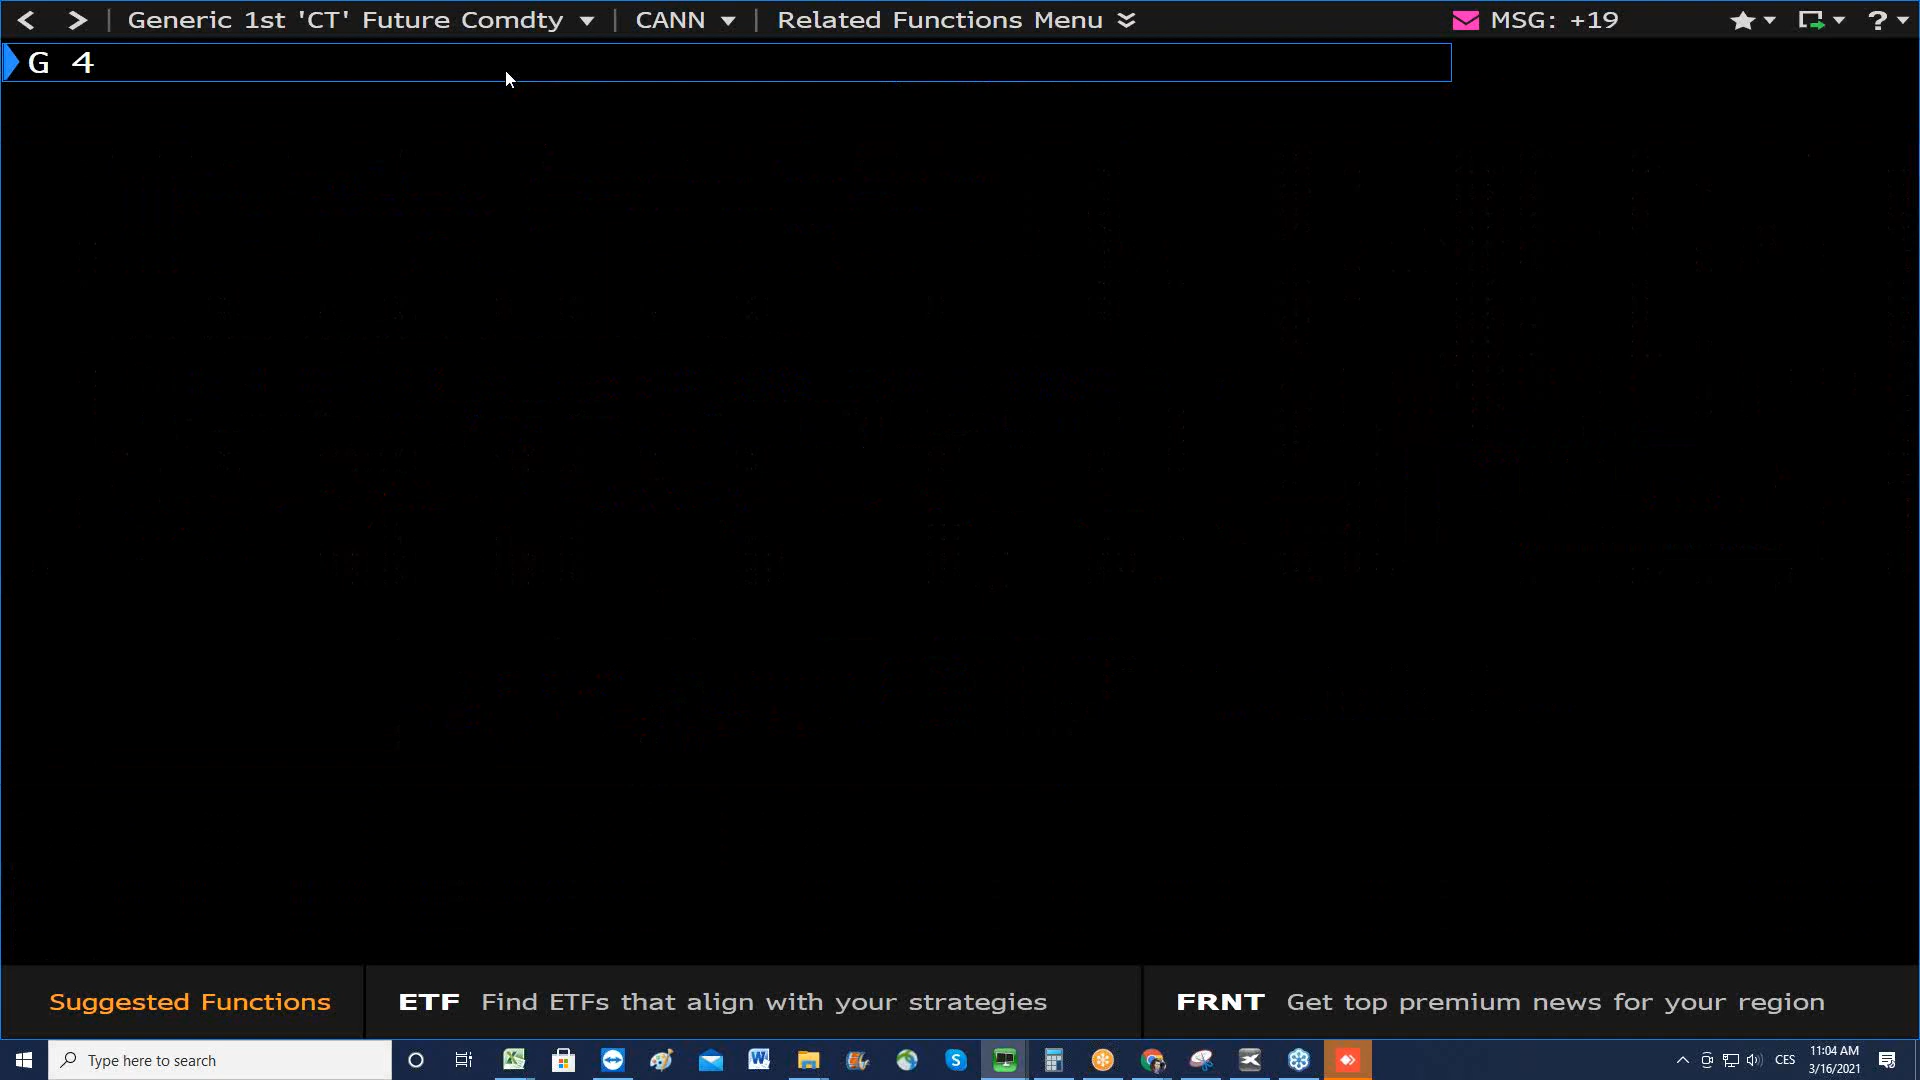 Generic 1st 'CT' Future Comdty | CANN | Related Functions Menu MSG: +19 ?
G 4
Suggested Functions ETF Find ETFs that align with your strategies FRNT Get top premium news for your region
Type here to search CES 11:04 AM
3/16/2021